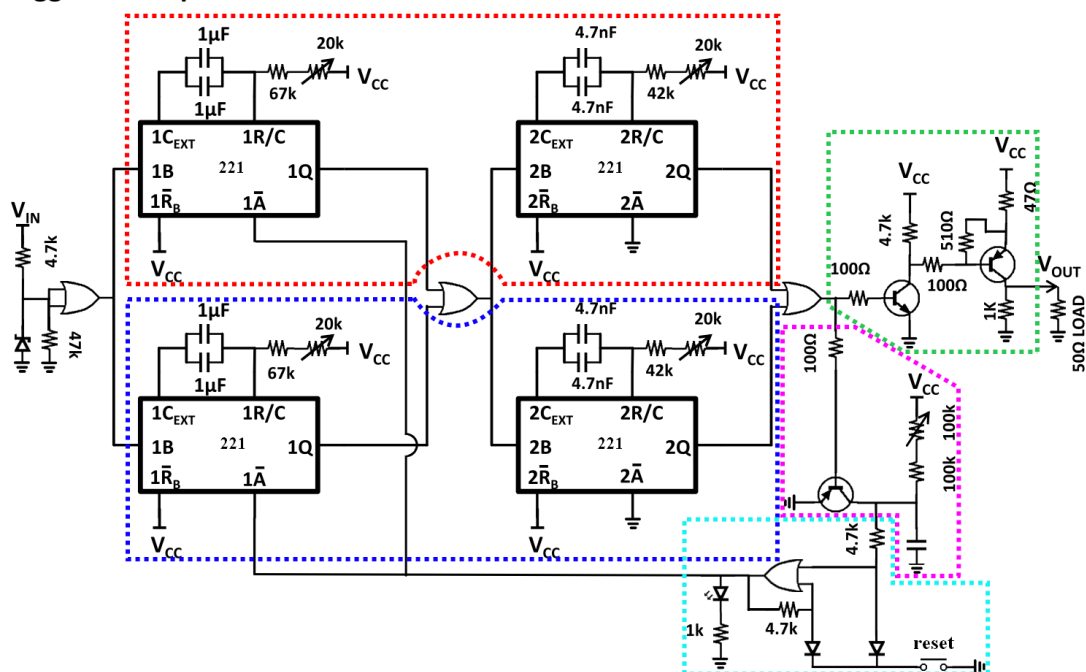 1µF
1µF
20k
67k
V_CC
1C_EXT
1R/C
1B
221
1Q
1R̅_B
1A̅
V_CC
4.7nF
4.7nF
20k
42k
V_CC
2C_EXT
2R/C
2B
221
2Q
2R̅_B
2A̅
V_CC
V_IN
4.7k
47k
1µF
1µF
20k
67k
V_CC
1C_EXT
1R/C
1B
221
1Q
1R̅_B
1A̅
V_CC
4.7nF
4.7nF
20k
42k
V_CC
2C_EXT
2R/C
2B
221
2Q
2R̅_B
2A̅
V_CC
V_CC
4.7k
100Ω
V_CC
47Ω
510Ω
100Ω
V_OUT
1K
50Ω LOAD
100Ω
V_CC
100k
100k
4.7k
1k
4.7k
reset